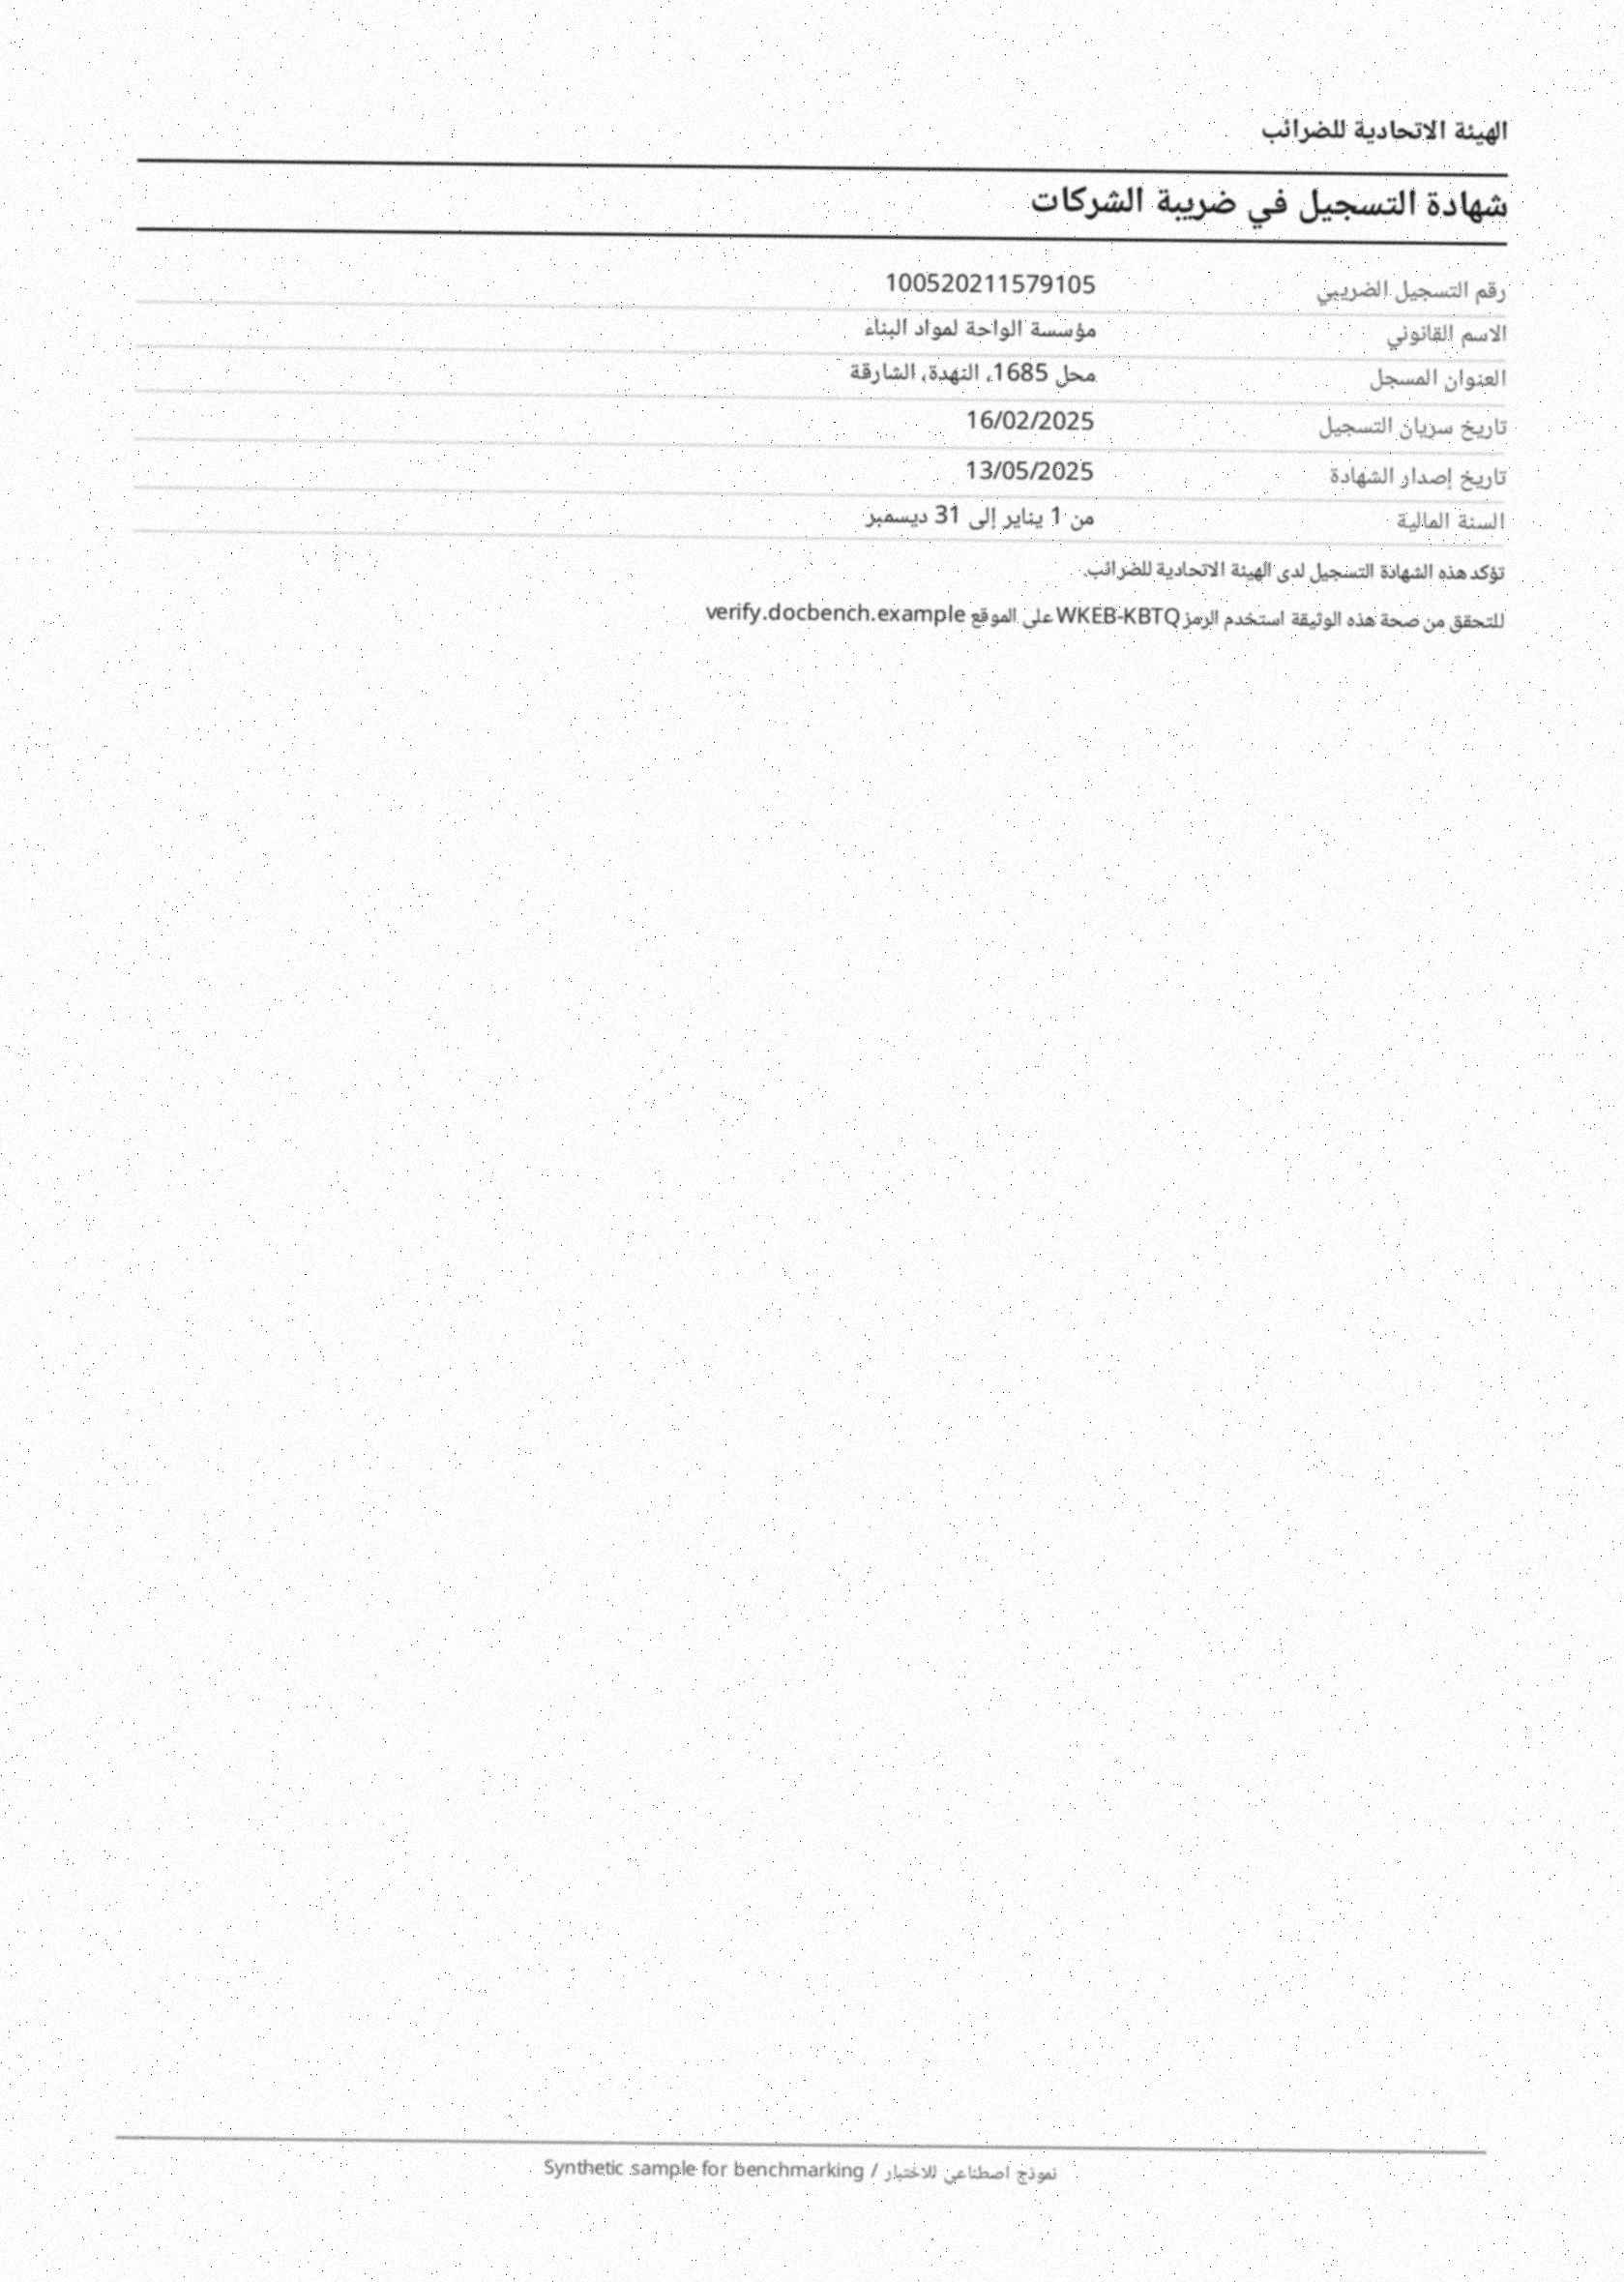 الهيئة الاتحادية للضرائب
شهادة التسجيل في ضريبة الشركات
رقم التسجيل الضريبي 100520211579105
الاسم القانوني مؤسسة الواحة لمواد البناء
العنوان المسجل محل 1685، النهدة، الشارقة
تاريخ سريان التسجيل 16/02/2025
تاريخ إصدار الشهادة 13/05/2025
السنة المالية من 1 يناير إلى 31 ديسمبر
تؤكد هذه الشهادة التسجيل لدى الهيئة الاتحادية للضرائب.
للتحقق من صحة هذه الوثيقة استخدم الرمز WKEB-KBTQ على الموقع verify.docbench.example
نموذج اصطناعي للاختبار / Synthetic sample for benchmarking